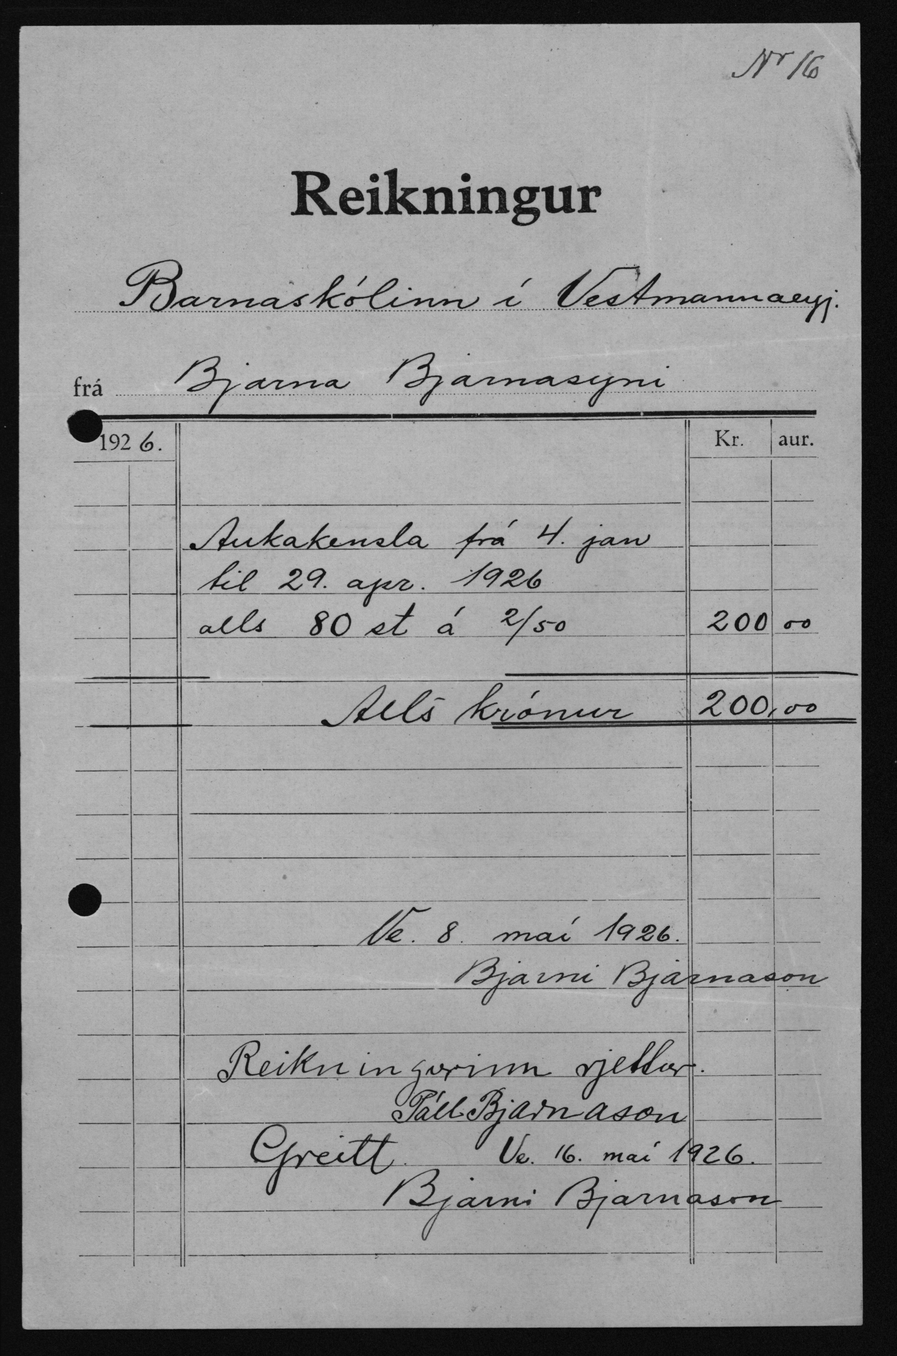 Nr 16
Reikningur
Barnaskólinn í Vestmannaeyj.
frá Bjarna Bjarnasyni
1926. Kr. aur.
Aukakensla frá 4. jan
til 29. apr. 1926
alls 80 st á 2/50 200 00
Alls krónur 200,00
Ve. 8. maí 1926.
Bjarni Bjarnason
Reikningurinn rjettur.
Páll Bjarnason
Greitt. Ve. 16. maí 1926.
Bjarni Bjarnason